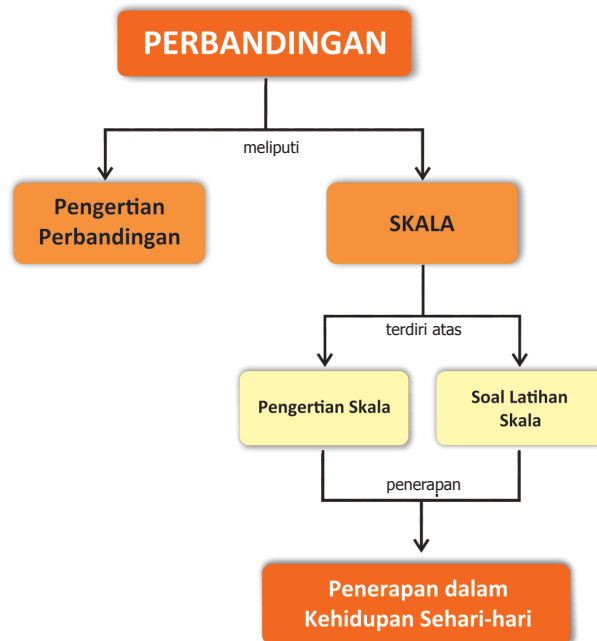 PERBANDINGAN
meliputi
Pengertian
Perbandingan
SKALA
terdiri atas
Pengertian Skala
Soal Latihan
Skala
penerapan
Penerapan dalam
Kehidupan Sehari-hari